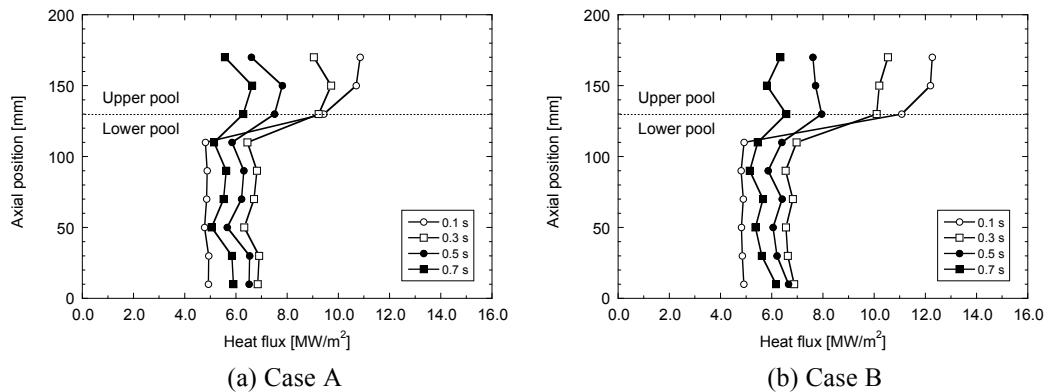 200
150
100
50
0
Axial position [mm]
Upper pool
Lower pool
0.1 s
0.3 s
0.5 s
0.7 s
0.0 2.0 4.0 6.0 8.0 10.0 12.0 14.0 16.0
Heat flux [MW/m²]
(a) Case A
200
150
100
50
0
Axial position [mm]
Upper pool
Lower pool
0.1 s
0.3 s
0.5 s
0.7 s
0.0 2.0 4.0 6.0 8.0 10.0 12.0 14.0 16.0
Heat flux [MW/m²]
(b) Case B